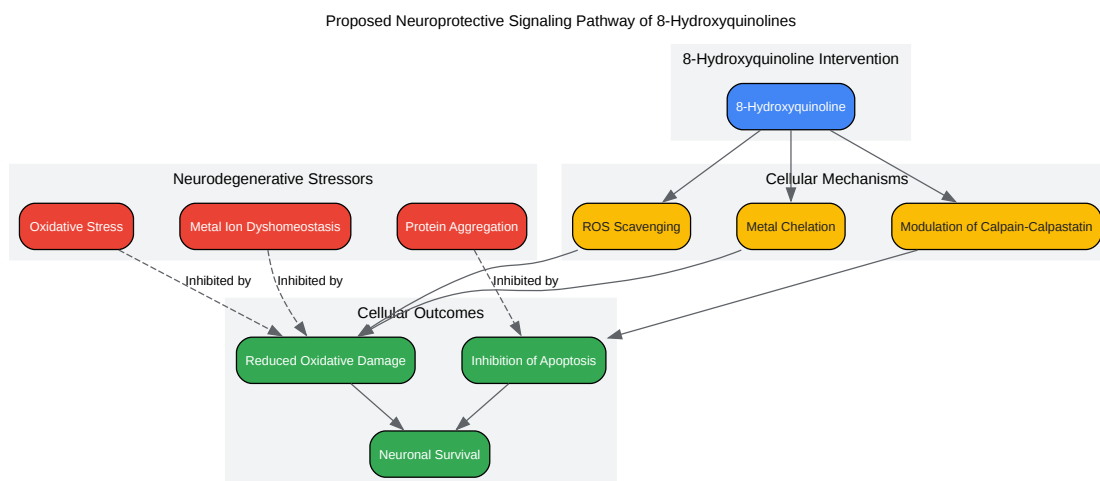 Proposed Neuroprotective Signaling Pathway of 8-Hydroxyquinolines
8-Hydroxyquinoline Intervention
8-Hydroxyquinoline
Neurodegenerative Stressors
Cellular Mechanisms
Oxidative Stress
Metal Ion Dyshomeostasis
Protein Aggregation
ROS Scavenging
Metal Chelation
Modulation of Calpain-Calpastatin
Inhibited by
Inhibited by
Inhibited by
Cellular Outcomes
Reduced Oxidative Damage
Inhibition of Apoptosis
Neuronal Survival